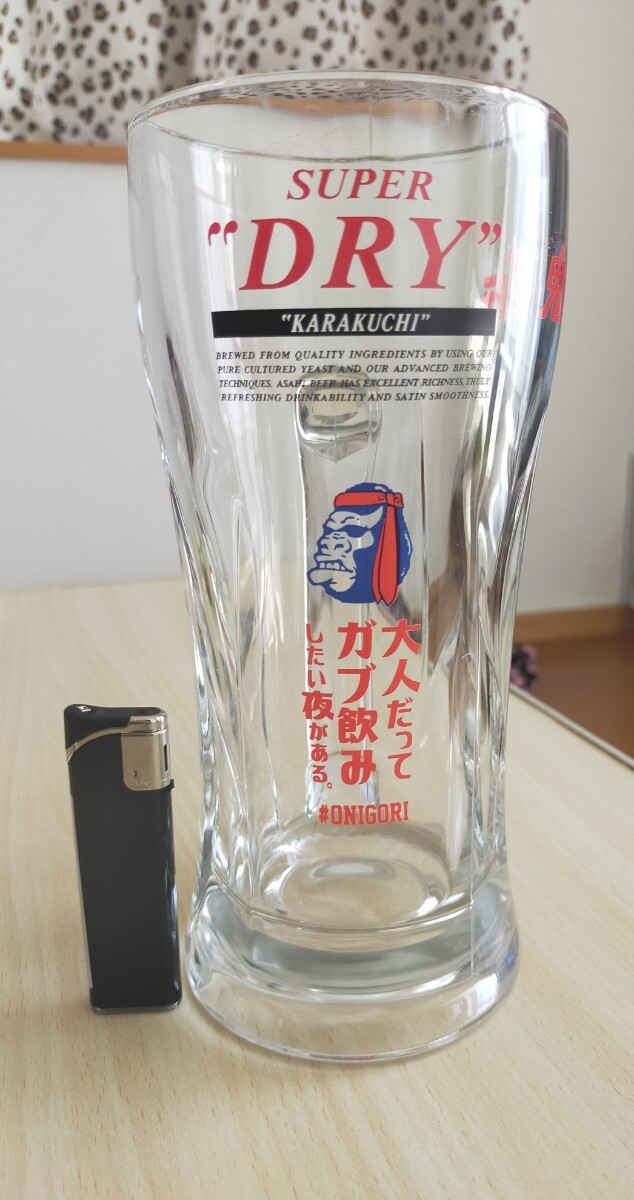 SUPER
"DRY"
"KARAKUCHI"
BREWED FROM QUALITY INGREDIENTS BY USING OUR
PURE CULTURED YEAST AND OUR ADVANCED BREWING
TECHNIQUES. ASAHI BEER HAS EXCELLENT RICHNESS, TRULY
REFRESHING DRINKABILITY AND SATIN SMOOTHNESS.
大人だって
ガブ飲み
したい夜がある。
#ONIGORI